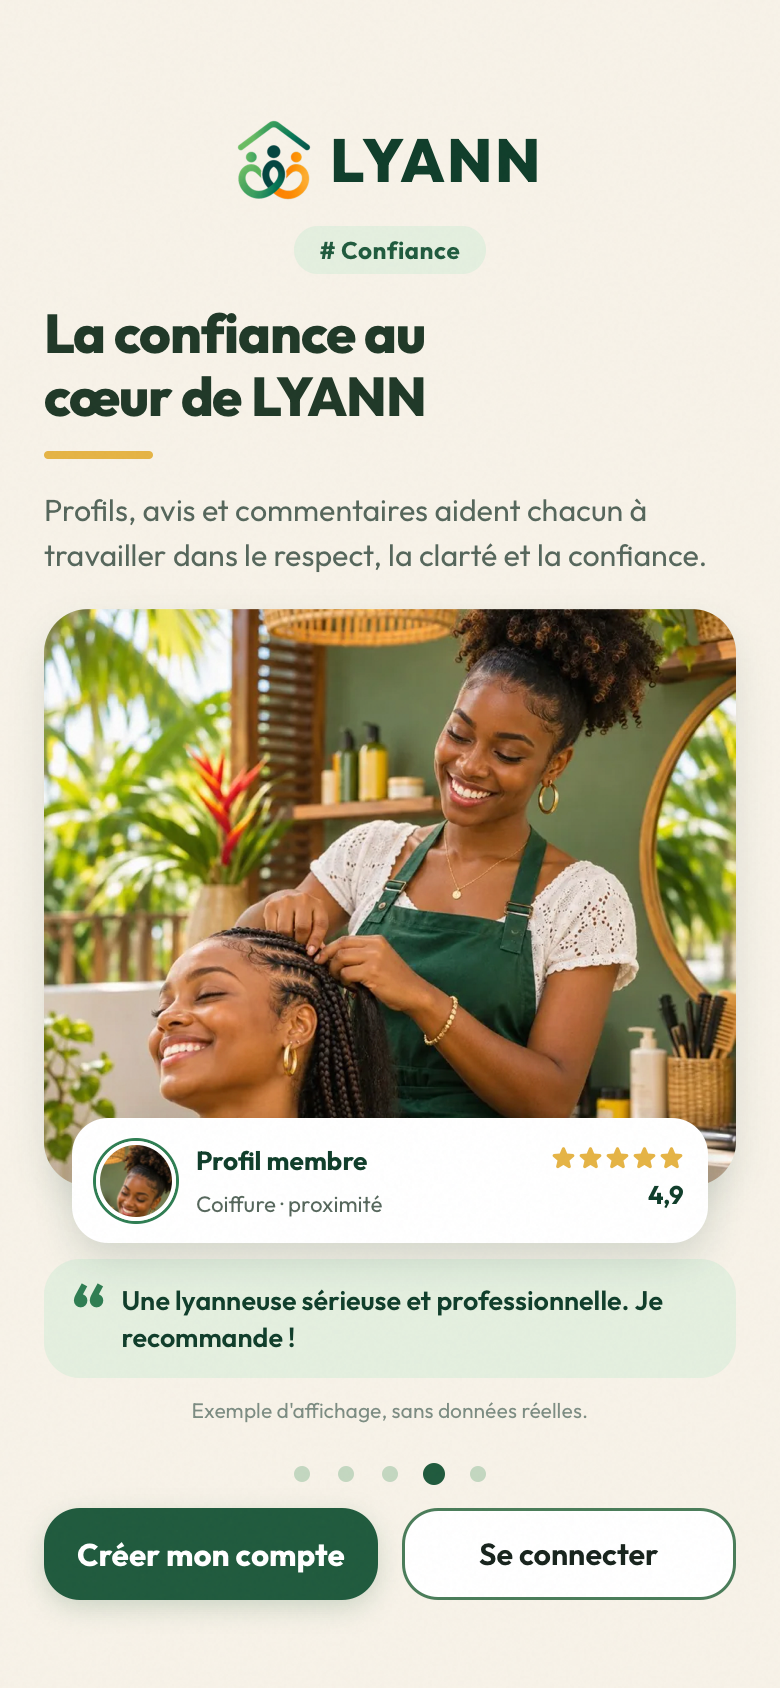 LYANN
# Confiance
La confiance au
cœur de LYANN
Profils, avis et commentaires aident chacun à
travailler dans le respect, la clarté et la confiance.
Profil membre
Coiffure · proximité
4,9
“ Une lyanneuse sérieuse et professionnelle. Je
recommande !
Exemple d'affichage, sans données réelles.
Créer mon compte
Se connecter